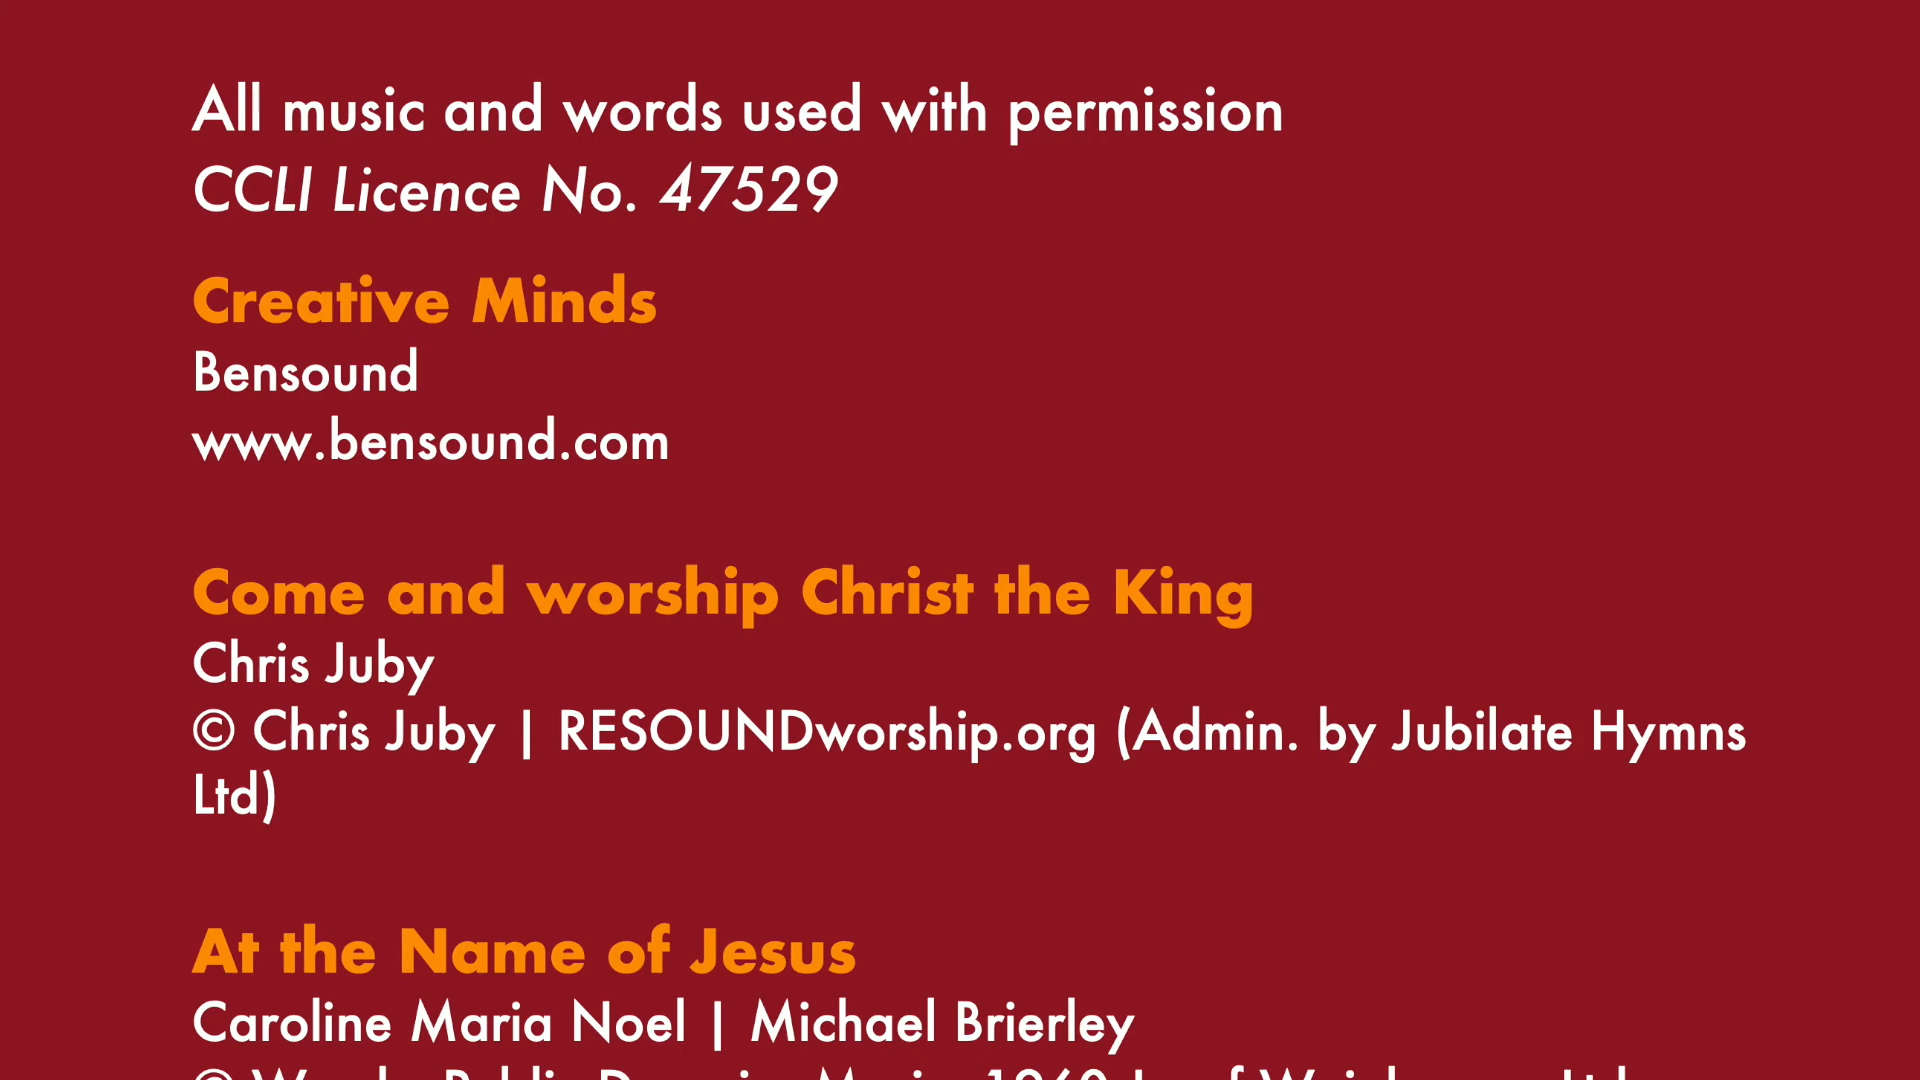 All music and words used with permission
CCLI Licence No. 47529
Creative Minds
Bensound
www.bensound.com
Come and worship Christ the King
Chris Juby
© Chris Juby | RESOUNDworship.org (Admin. by Jubilate Hymns
Ltd)
At the Name of Jesus
Caroline Maria Noel | Michael Brierley